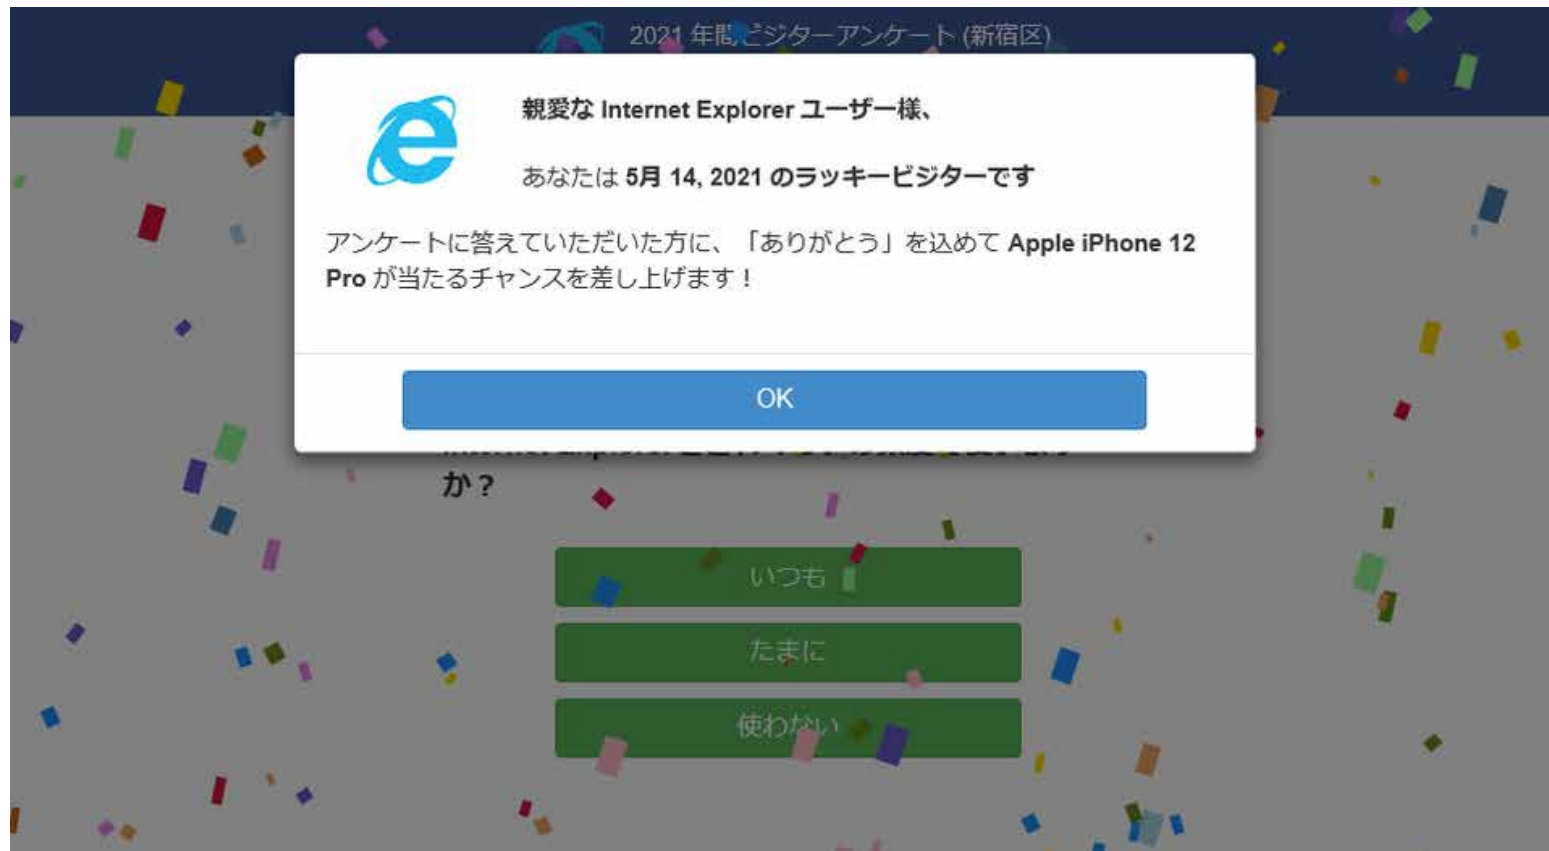 2021 年間ビジターアンケート (新宿区)
親愛な Internet Explorer ユーザー様、
あなたは 5月 14, 2021 のラッキービジターです
アンケートに答えていただいた方に、「ありがとう」を込めて Apple iPhone 12
Pro が当たるチャンスを差し上げます！
OK
か？
いつも
たまに
使わない